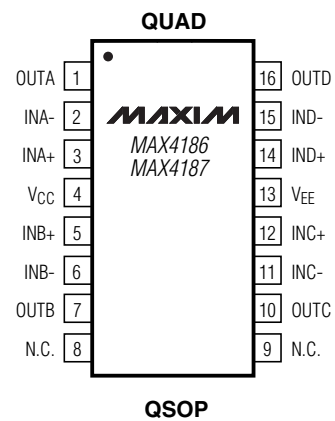 QUAD
OUTA 1 16 OUTD
INA- 2 MAXIM 15 IND-
INA+ 3 MAX4186 14 IND+
MAX4187
VCC 4 13 VEE
INB+ 5 12 INC+
INB- 6 11 INC-
OUTB 7 10 OUTC
N.C. 8 9 N.C.
QSOP